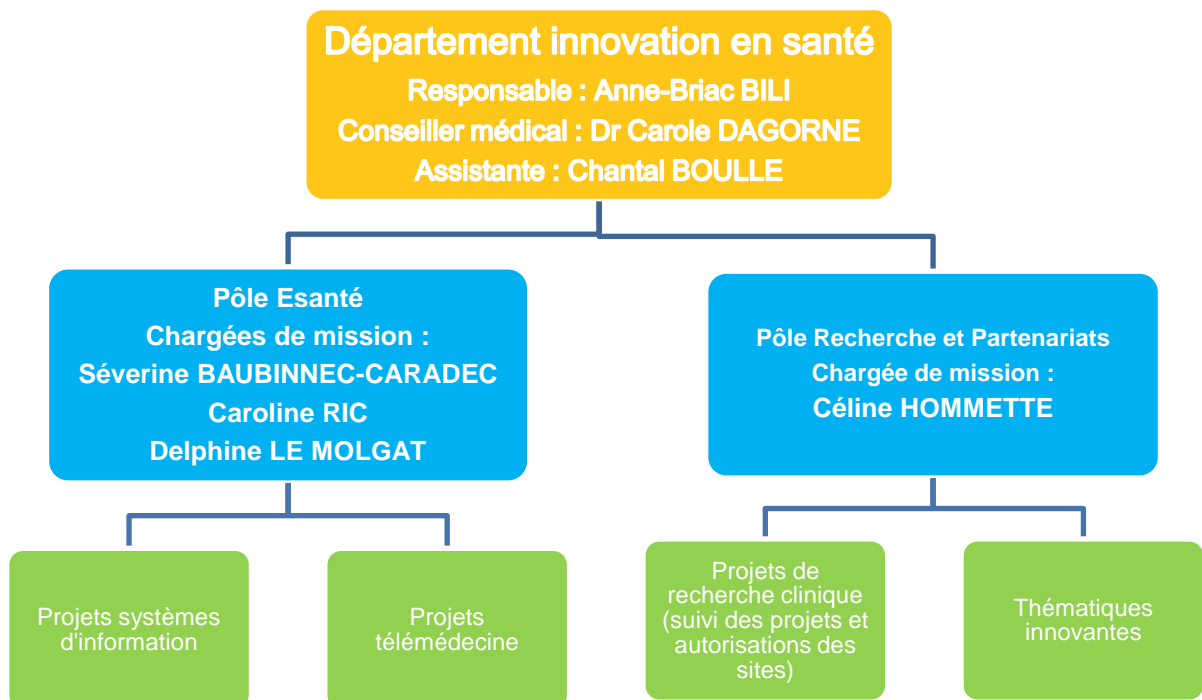 Département innovation en santé
Responsable : Anne-Briac BILI
Conseiller médical : Dr Carole DAGORNE
Assistante : Chantal BOULLE
Pôle Esanté
Chargées de mission :
Séverine BAUBINNEC-CARADEC
Caroline RIC
Delphine LE MOLGAT
Pôle Recherche et Partenariats
Chargée de mission :
Céline HOMMETTE
Projets systèmes
d'information
Projets
télémédecine
Projets de
recherche clinique
(suivi des projets et
autorisations des
sites)
Thématiques
innovantes